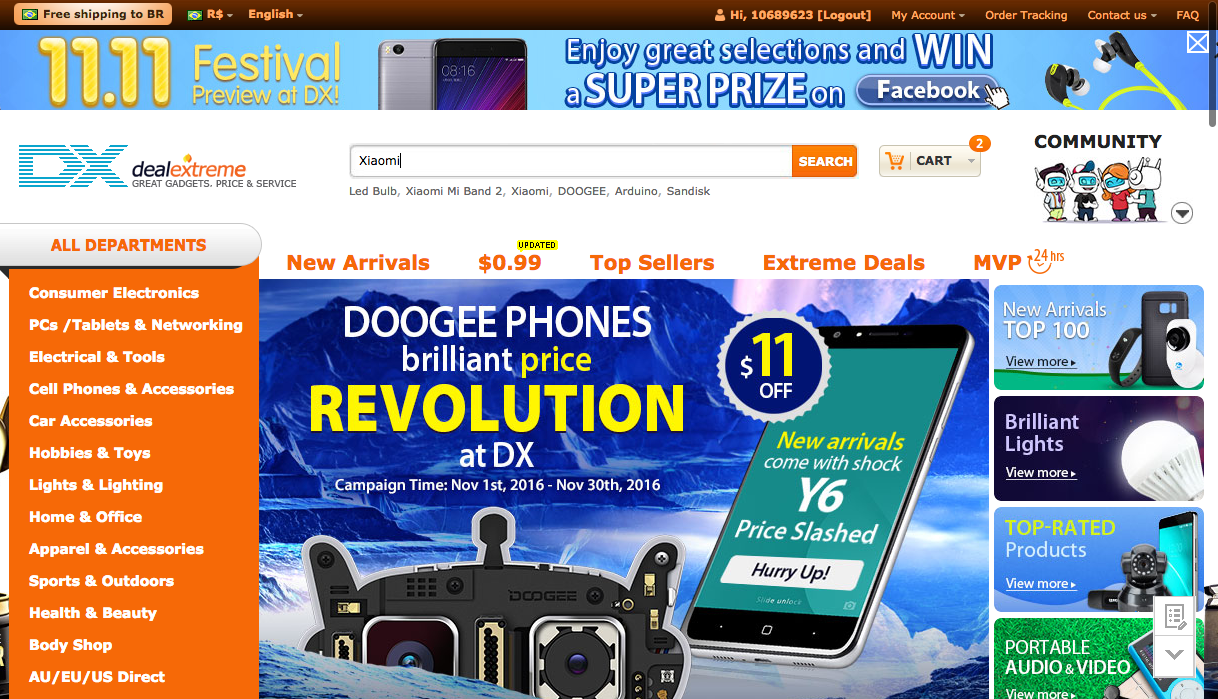 Free shipping to BR
R$
English
Hi, 10689623 [Logout]
My Account
Order Tracking
Contact us
FAQ
11.11 Festival
Preview at DX!
08:16
Enjoy great selections and WIN
a SUPER PRIZE on Facebook
DX dealextreme
GREAT GADGETS. PRICE & SERVICE
Xiaomi
SEARCH
CART
2
COMMUNITY
Led Bulb, Xiaomi Mi Band 2, Xiaomi, DOOGEE, Arduino, Sandisk
ALL DEPARTMENTS
New Arrivals
UPDATED
$0.99
Top Sellers
Extreme Deals
MVP 24 hrs
Consumer Electronics
PCs /Tablets & Networking
Electrical & Tools
Cell Phones & Accessories
Car Accessories
Hobbies & Toys
Lights & Lighting
Home & Office
Apparel & Accessories
Sports & Outdoors
Health & Beauty
Body Shop
AU/EU/US Direct
DOOGEE PHONES
brilliant price
REVOLUTION
at DX
Campaign Time: Nov 1st, 2016 - Nov 30th, 2016
DOOGEE
$11
OFF
New arrivals
come with shock
Y6
Price Slashed
Hurry Up!
Slide unlock
New Arrivals
TOP 100
View more
Brilliant
Lights
View more
TOP-RATED
Products
View more
PORTABLE
AUDIO & VIDEO
View more